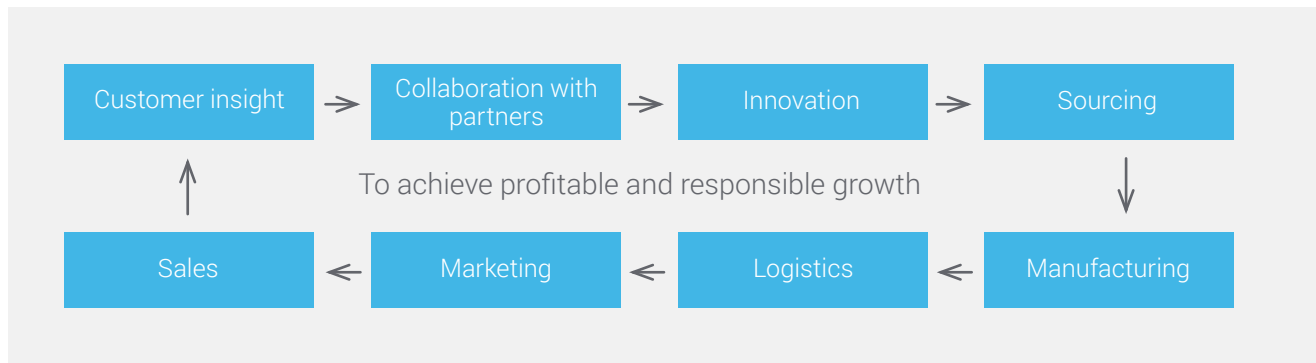 Customer insight
Collaboration with
partners
Innovation
Sourcing
To achieve profitable and responsible growth
Sales
Marketing
Logistics
Manufacturing